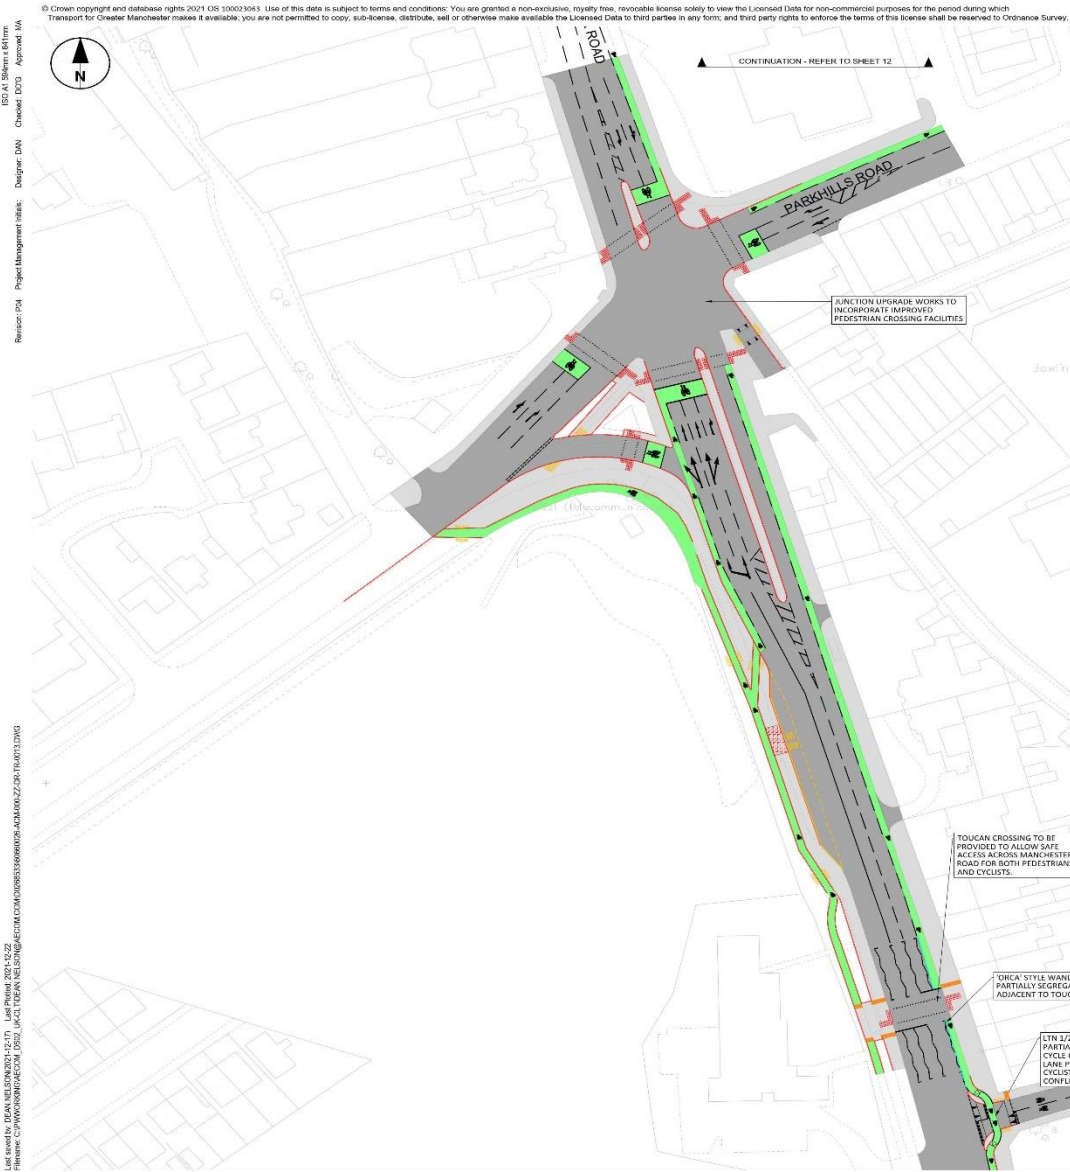 © Crown copyright and database rights 2021 OS 100023063. Use of this date is subject to terms and conditions: You are granted a non-exclusive, royalty free, revocable license solely to view the Licensed Data for non-commercial purposes for the period during which
Transport for Greater Manchester makes it available; you are not permitted to copy, sub-license, distribute, sell or otherwise make available the Licensed Data to third parties in any form; and third party rights to enforce the terms of this license shall be reserved to Ordnance Survey.
ISO A1 594mm x 841mm
Revision: P04 Project Management Initials: Designer: DAN Checked: Approved:
N
ROAD
CONTINUATION - REFER TO SHEET 12
PARKHILLS ROAD
JUNCTION UPGRADE WORKS TO
INCORPORATE IMPROVED
PEDESTRIAN CROSSING FACILITIES
TOUCAN CROSSING TO BE
PROVIDED TO ALLOW SAFE
ACCESS ACROSS MANCHESTER
ROAD FOR BOTH PEDESTRIANS
AND CYCLISTS.
'ORCA' STYLE WAND
PARTIALLY SEGREGA
ADJACENT TO TOUC
LTN 1/2
PARTIA
CYCLE
LANE P
CYCLIST
CONFLI
Last saved by: DEAN.NELSON(2021-12-17) Last Plotted: 2021-12-22